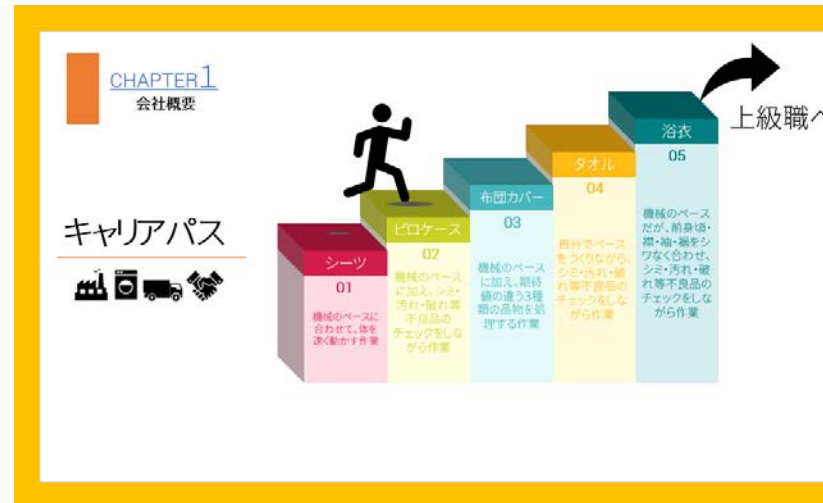 CHAPTER1
会社概要
キャリアパス
シーツ
01
機械のペースに
合わせて、体を
速く動かす作業
ピロケース
02
機械のペース
に加え、シミ・
汚れ・破れ等
不良品の
チェックをしな
がら作業
布団カバー
03
機械のペース
に加え、期待
値の違う3種
類の品物を処
理する作業
タオル
04
自分でペース
をつくりながら、
シミ・汚れ・破
れ等不良品の
チェックをしな
がら作業
浴衣
05
機械のペース
だが、前身頃・
襟・袖・裾をシ
ワなく合わせ、
シミ・汚れ・破
れ等不良品の
チェックをしな
がら作業
上級職へ